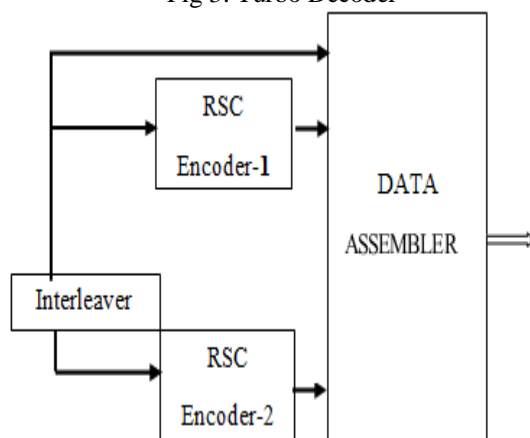 Fig 3: Turbo Decoder
RSC
Encoder-1
DATA
ASSEMBLER
Interleaver
RSC
Encoder-2